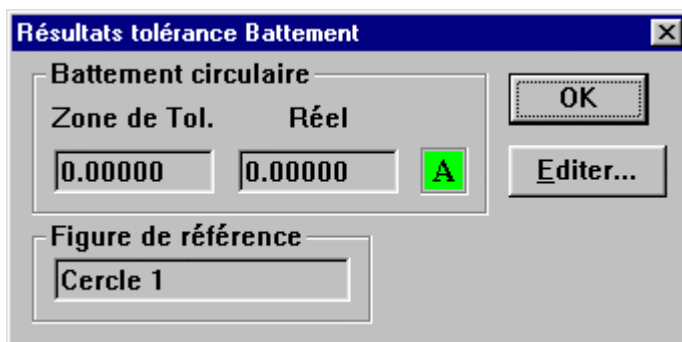 Résultats tolérance Battement
Battement circulaire
Zone de Tol. Réel
0.00000 0.00000 A
OK
Editer...
Figure de référence
Cercle 1